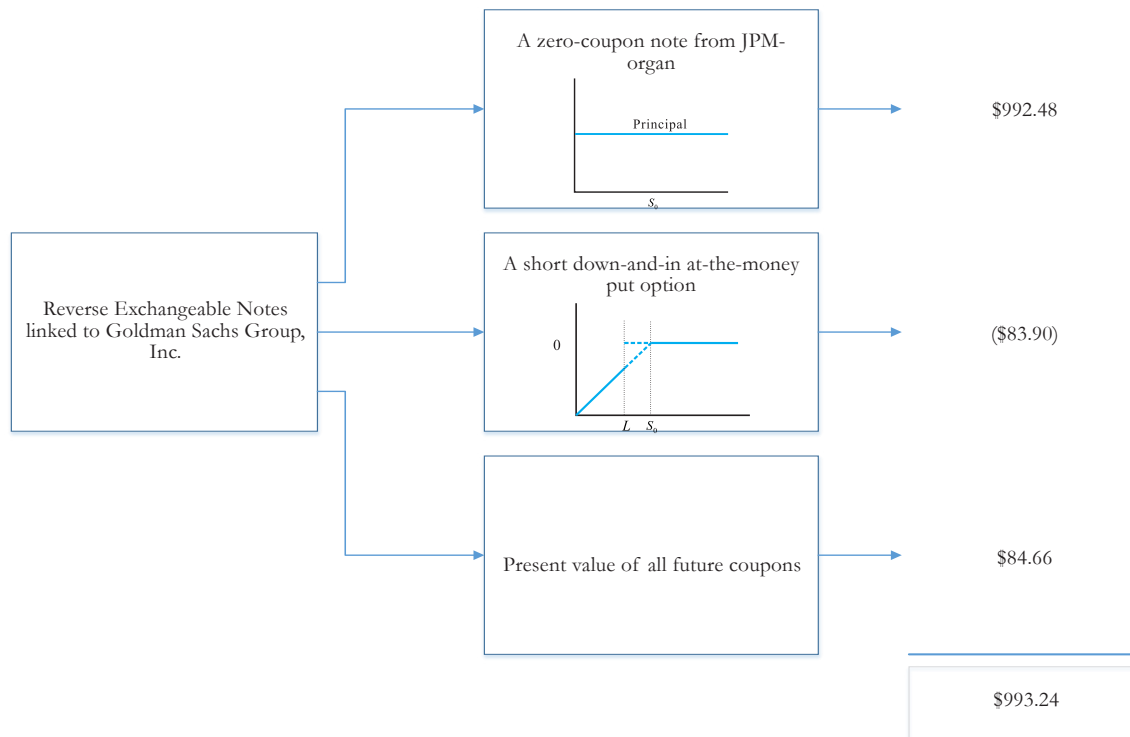 A zero-coupon note from JPM-
organ
Principal
S₀
$992.48
Reverse Exchangeable Notes
linked to Goldman Sachs Group,
Inc.
A short down-and-in at-the-money
put option
0
L S₀
($83.90)
Present value of all future coupons
$84.66
$993.24